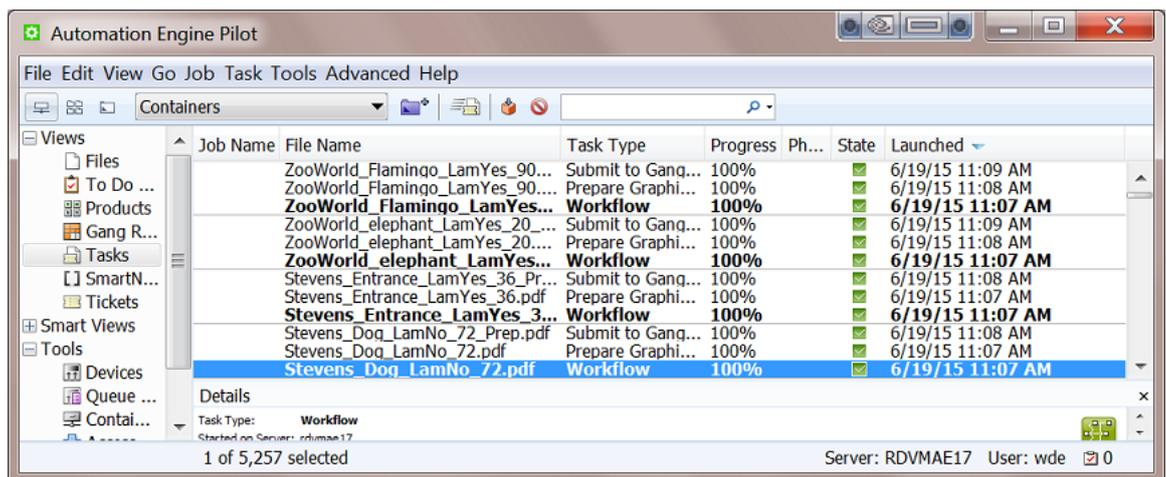 Automation Engine Pilot
File Edit View Go Job Task Tools Advanced Help
Containers
Views
Files
To Do ...
Products
Gang R...
Tasks
[] SmartN...
Tickets
Smart Views
Tools
Devices
Queue ...
Contai...
Job Name File Name Task Type Progress Ph... State Launched
ZooWorld_Flamingo_LamYes_90... Submit to Gang... 100% 6/19/15 11:09 AM
ZooWorld_Flamingo_LamYes_90.... Prepare Graphi... 100% 6/19/15 11:08 AM
ZooWorld_Flamingo_LamYes... Workflow 100% 6/19/15 11:07 AM
ZooWorld_elephant_LamYes_20_... Submit to Gang... 100% 6/19/15 11:09 AM
ZooWorld_elephant_LamYes_20.... Prepare Graphi... 100% 6/19/15 11:08 AM
ZooWorld_elephant_LamYes... Workflow 100% 6/19/15 11:07 AM
Stevens_Entrance_LamYes_36_Pr... Submit to Gang... 100% 6/19/15 11:08 AM
Stevens_Entrance_LamYes_36.pdf Prepare Graphi... 100% 6/19/15 11:07 AM
Stevens_Entrance_LamYes_3... Workflow 100% 6/19/15 11:07 AM
Stevens_Dog_LamNo_72_Prep.pdf Submit to Gang... 100% 6/19/15 11:08 AM
Stevens_Dog_LamNo_72.pdf Prepare Graphi... 100% 6/19/15 11:07 AM
Stevens_Dog_LamNo_72.pdf Workflow 100% 6/19/15 11:07 AM
Details
Task Type: Workflow
Started on Server: rdvmae17
1 of 5,257 selected Server: RDVMAE17 User: wde 0